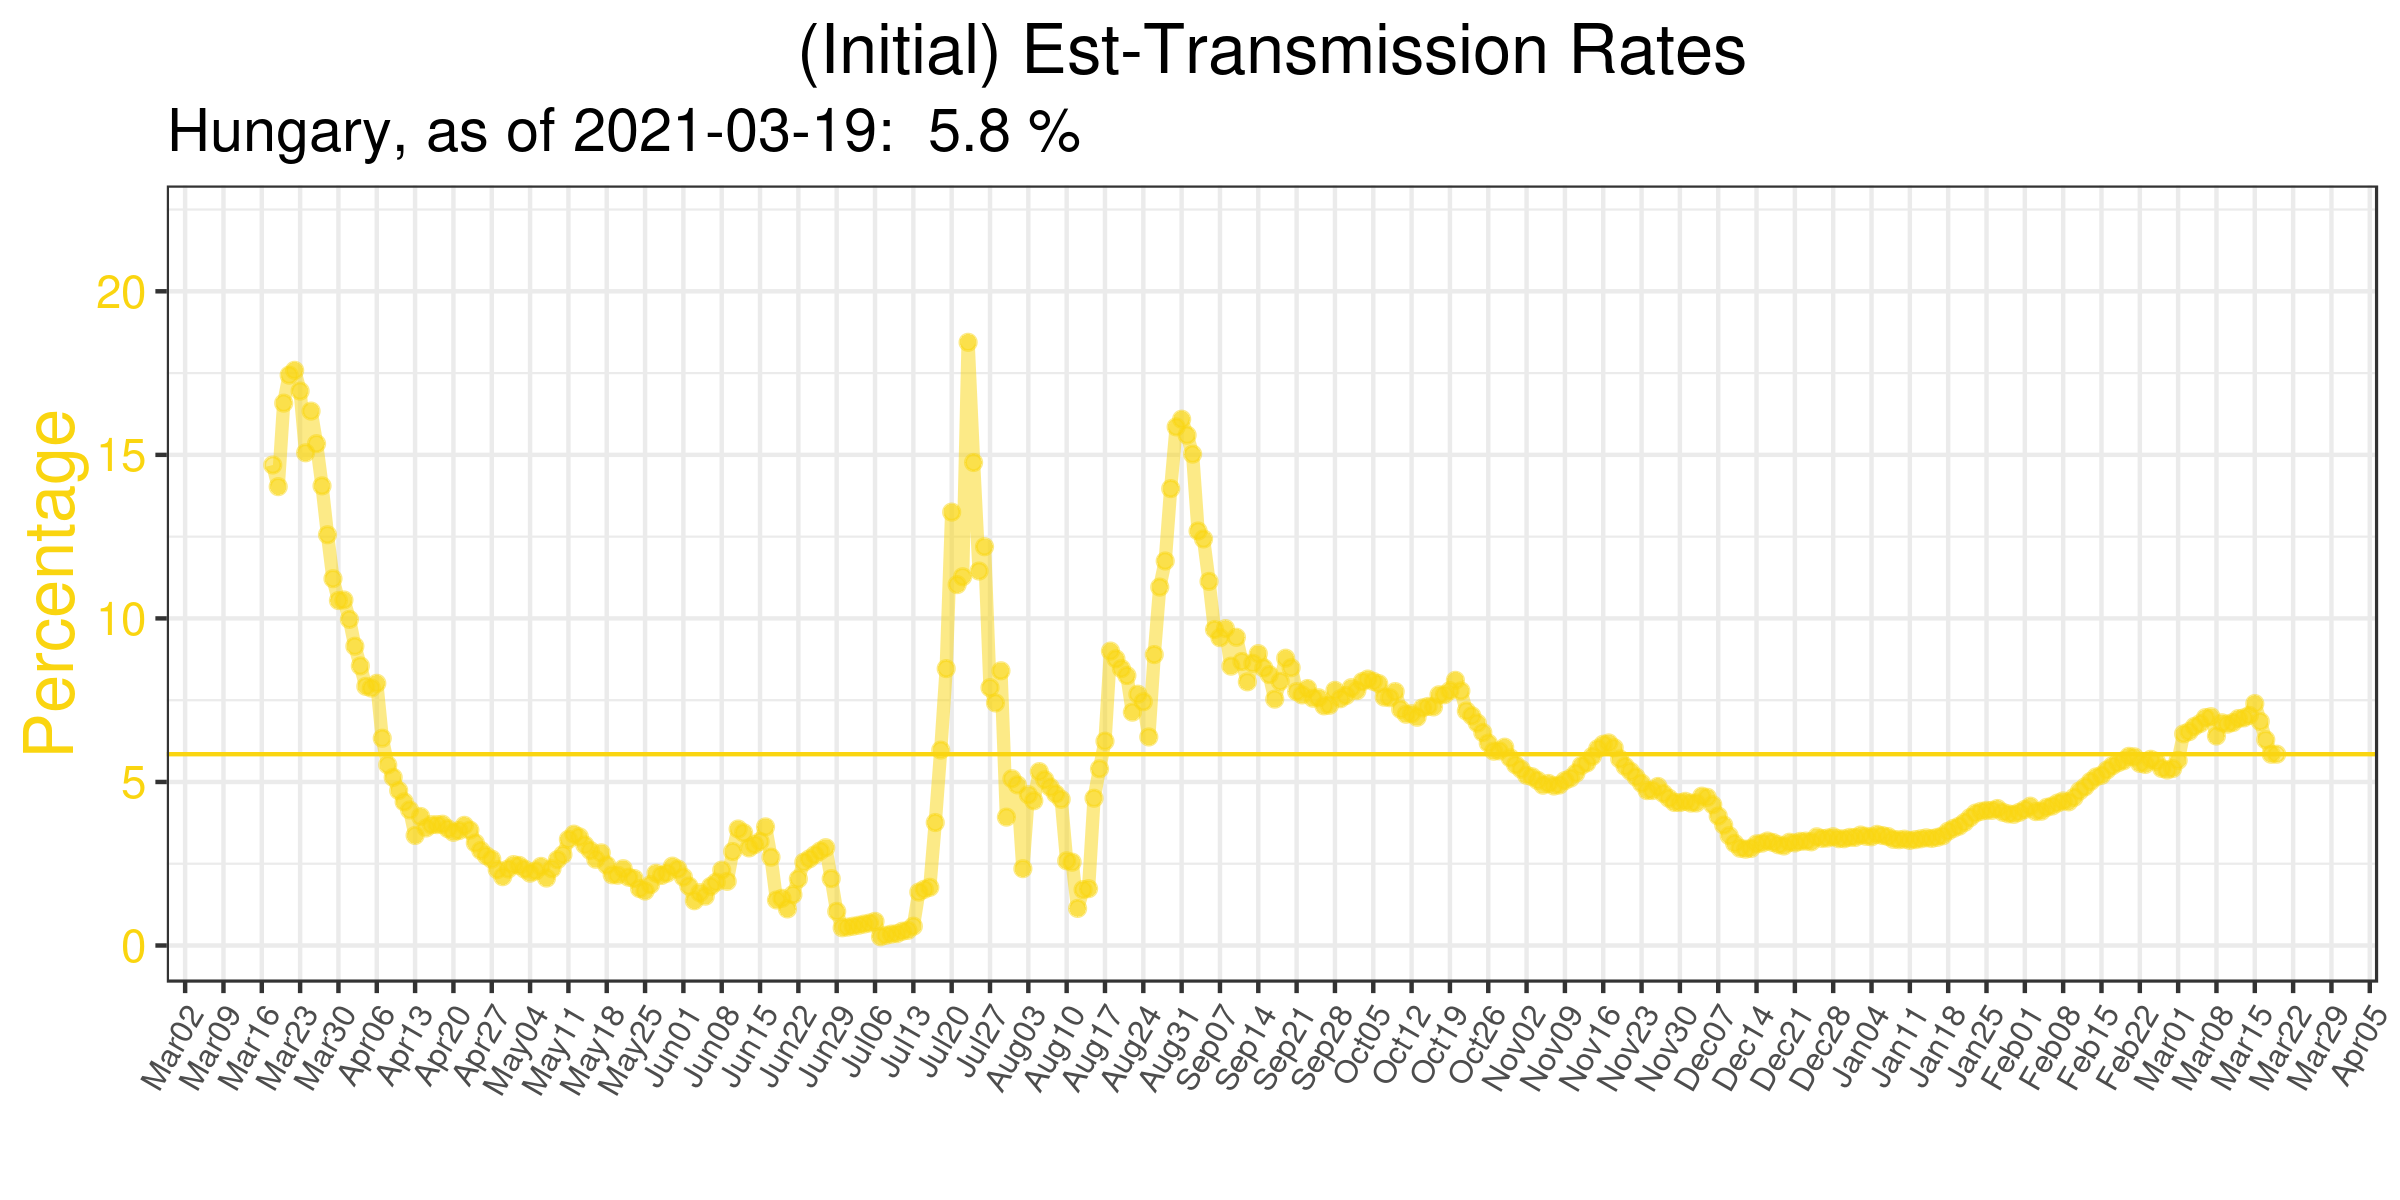 (Initial) Est-Transmission Rates
Hungary, as of 2021-03-19:  5.8 %
Percentage
20
15
10
5
0
Mar02
Mar09
Mar16
Mar23
Mar30
Apr06
Apr13
Apr20
Apr27
May04
May11
May18
May25
Jun01
Jun08
Jun15
Jun22
Jun29
Jul06
Jul13
Jul20
Jul27
Aug03
Aug10
Aug17
Aug24
Aug31
Sep07
Sep14
Sep21
Sep28
Oct05
Oct12
Oct19
Oct26
Nov02
Nov09
Nov16
Nov23
Nov30
Dec07
Dec14
Dec21
Dec28
Jan04
Jan11
Jan18
Jan25
Feb01
Feb08
Feb15
Feb22
Mar01
Mar08
Mar15
Mar22
Mar29
Apr05